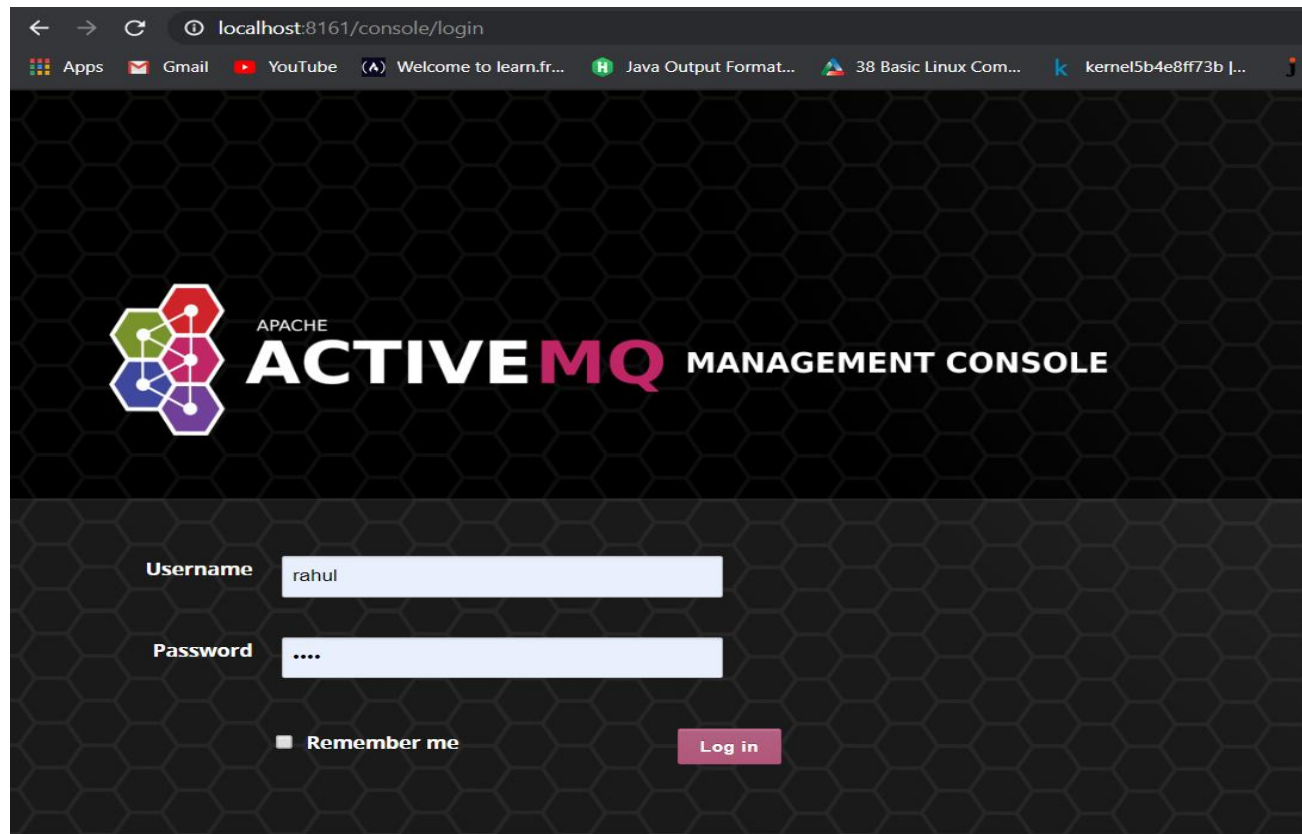 localhost:8161/console/login
Apps Gmail YouTube (Λ) Welcome to learn.fr... H Java Output Format... 38 Basic Linux Com... k kernel5b4e8ff73b |... j
APACHE
ACTIVEMQ MANAGEMENT CONSOLE
Username rahul
Password ••••
Remember me Log in